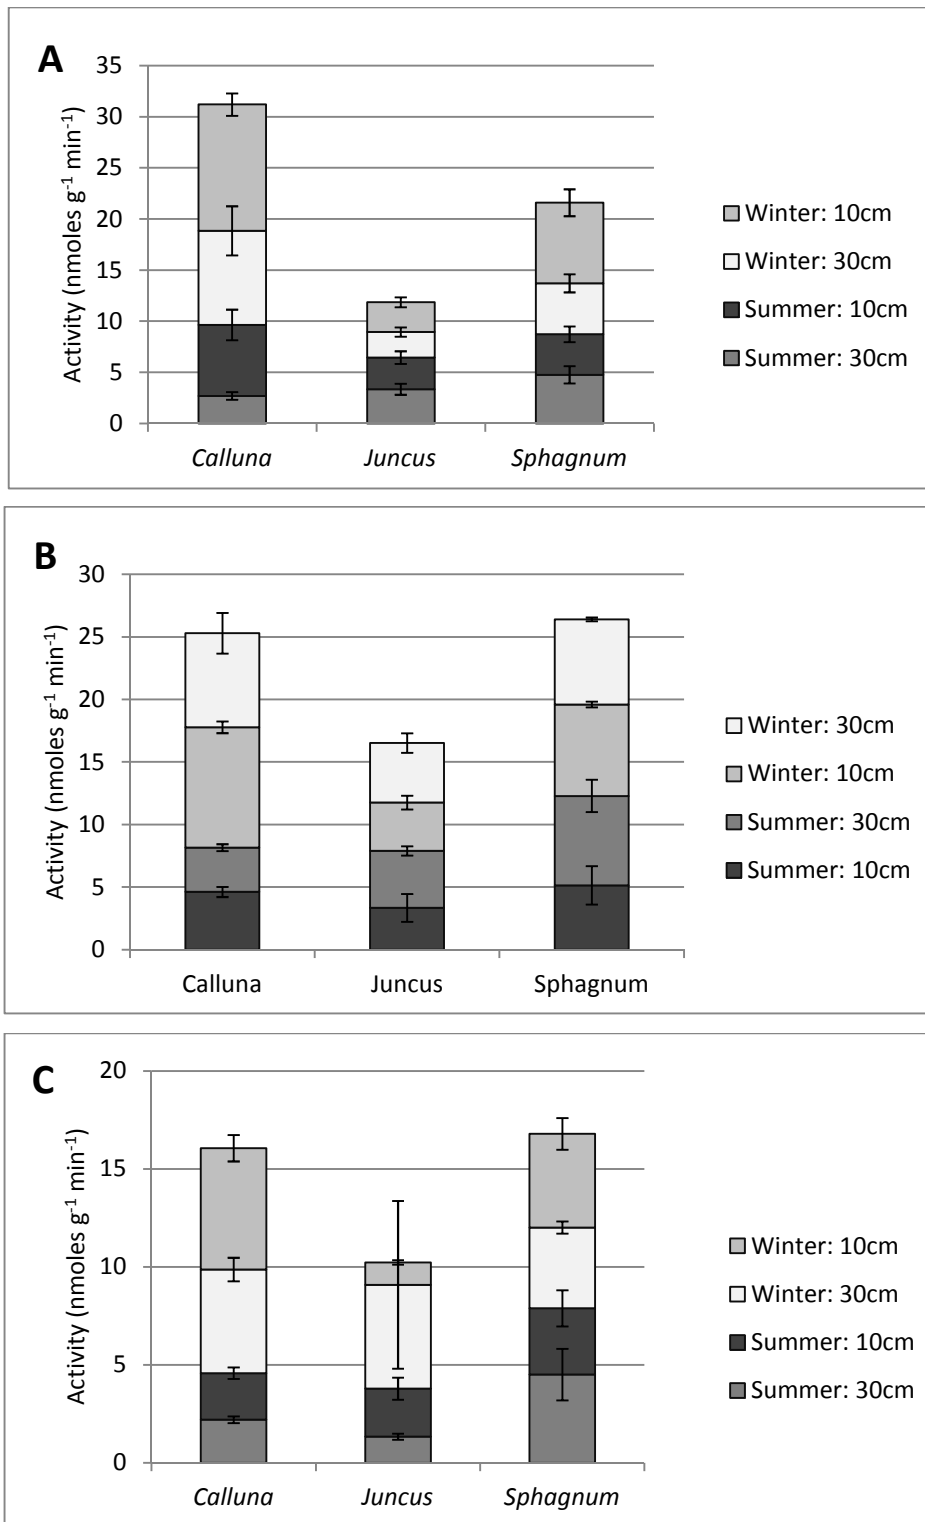 A
Activity (nmoles g⁻¹ min⁻¹)
35
30
25
20
15
10
5
0
Calluna Juncus Sphagnum
Winter: 10cm
Winter: 30cm
Summer: 10cm
Summer: 30cm
B
Activity (nmoles g⁻¹ min⁻¹)
30
25
20
15
10
5
0
Calluna Juncus Sphagnum
Winter: 30cm
Winter: 10cm
Summer: 30cm
Summer: 10cm
C
Activity (nmoles g⁻¹ min⁻¹)
20
15
10
5
0
Calluna Juncus Sphagnum
Winter: 10cm
Winter: 30cm
Summer: 10cm
Summer: 30cm